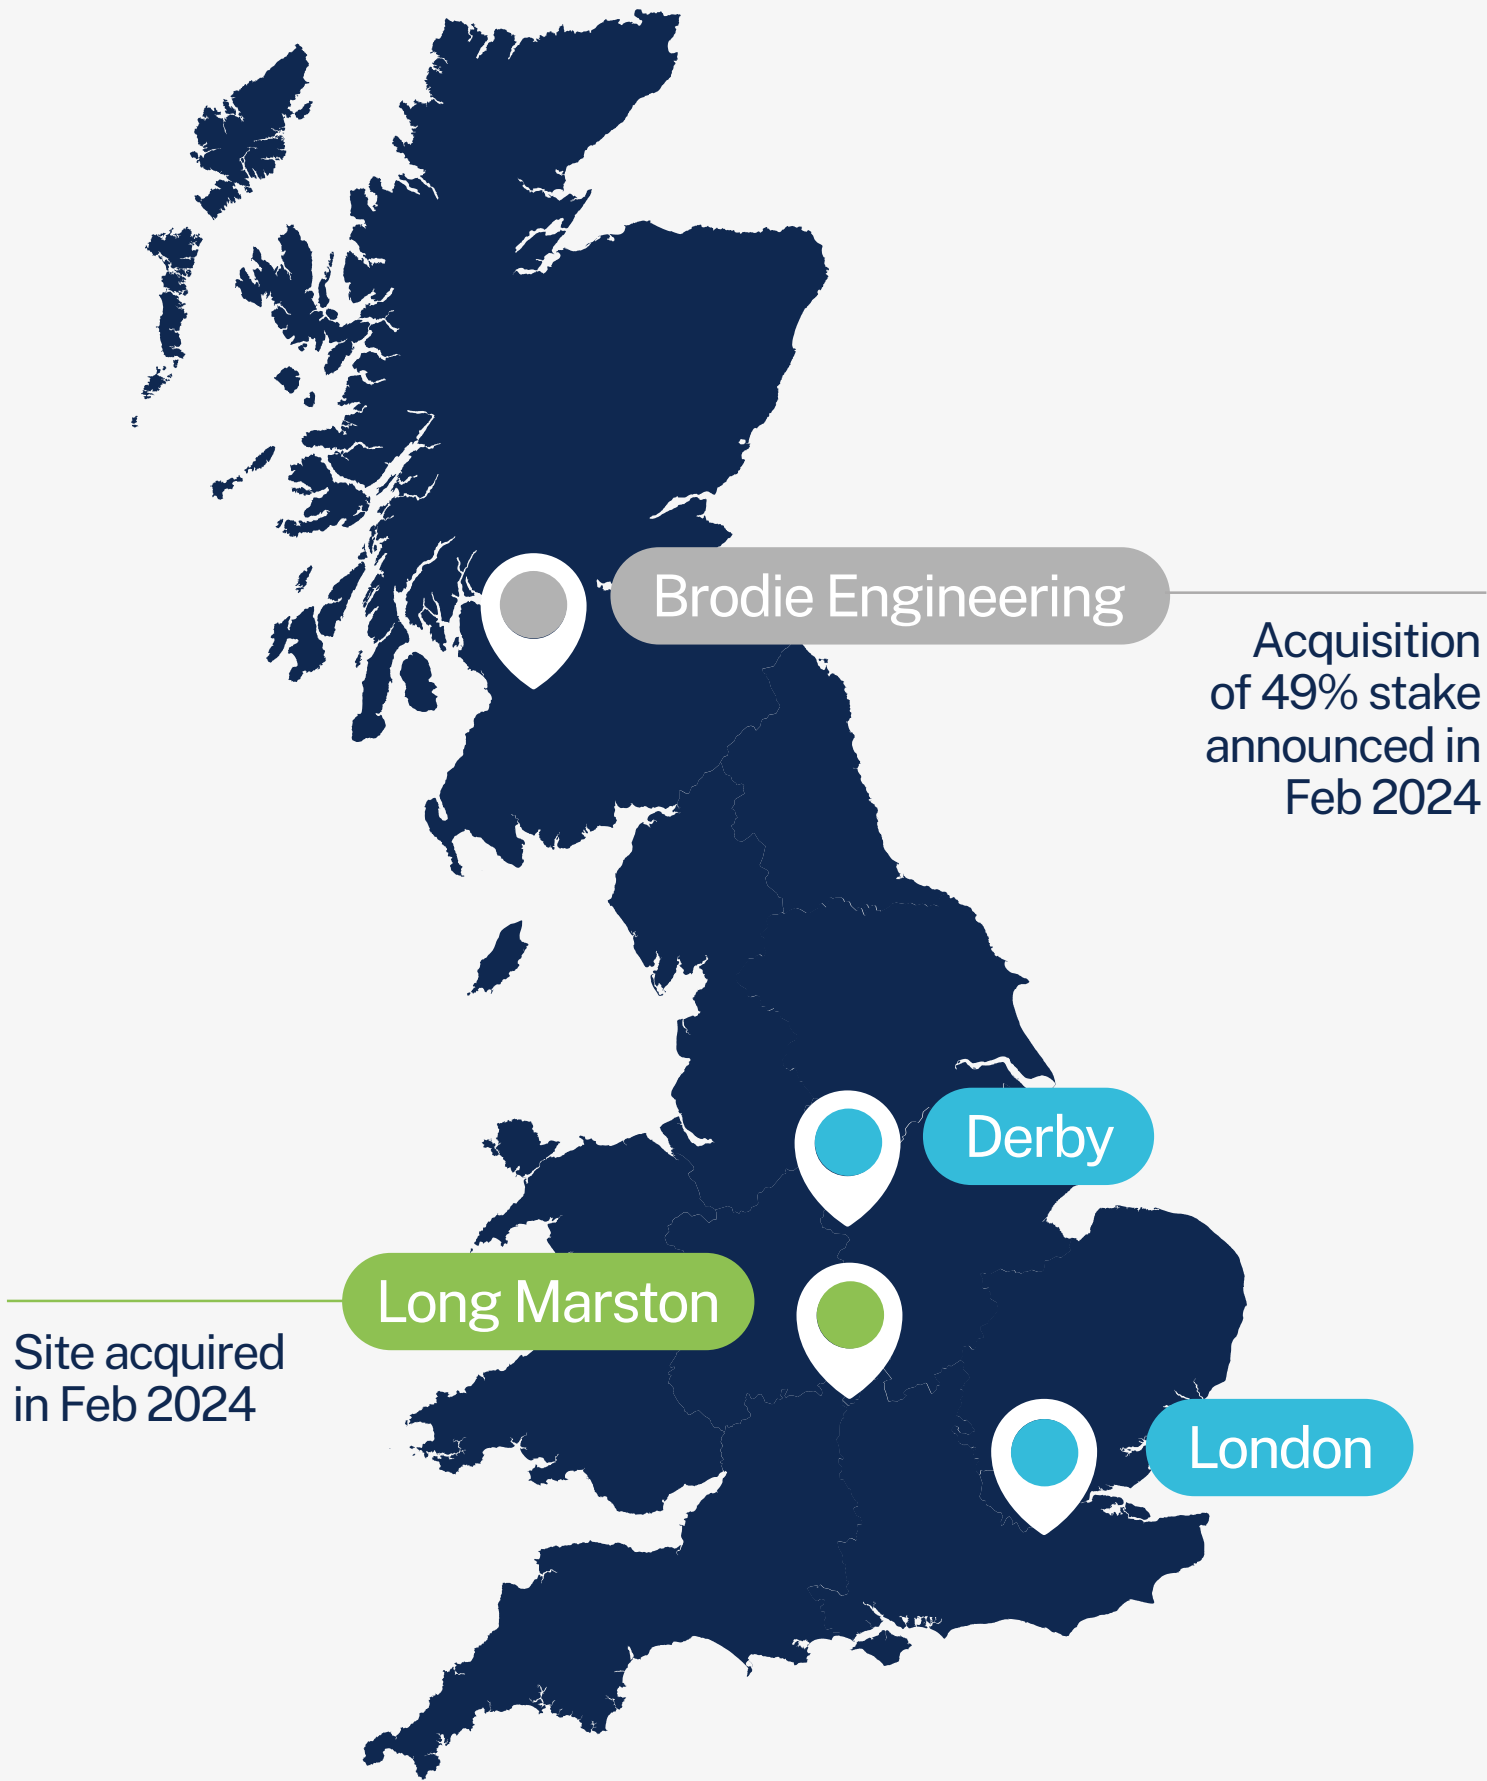 Brodie Engineering
Acquisition
of 49% stake
announced in
Feb 2024
Derby
Long Marston
Site acquired
in Feb 2024
London